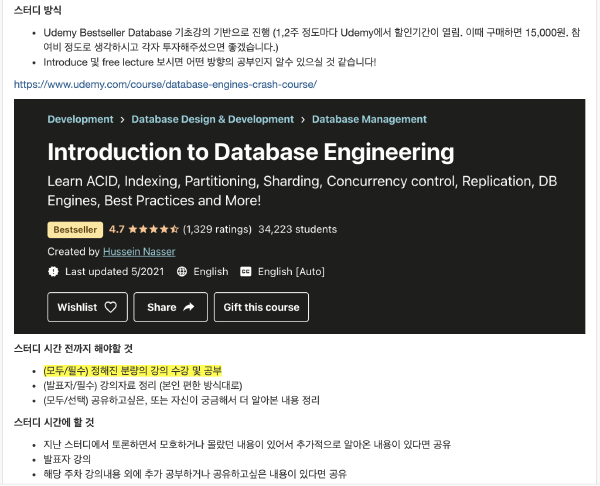 스터디 방식
• Udemy Bestseller Database 기초강의 기반으로 진행 (1,2주 정도마다 Udemy에서 할인기간이 열림. 이때 구매하면 15,000원. 참
여비 정도로 생각하시고 각자 투자해주셨으면 좋겠습니다.)
• Introduce 및 free lecture 보시면 어떤 방향의 공부인지 알수 있으실 것 같습니다!
https://www.udemy.com/course/database-engines-crash-course/
Development > Database Design & Development > Database Management
Introduction to Database Engineering
Learn ACID, Indexing, Partitioning, Sharding, Concurrency control, Replication, DB
Engines, Best Practices and More!
Bestseller 4.7 ★★★★★ (1,329 ratings) 34,223 students
Created by Hussein Nasser
Last updated 5/2021 English English [Auto]
Wishlist Share Gift this course
스터디 시간 전까지 해야할 것
• (모두/필수) 정해진 분량의 강의 수강 및 공부
• (발표자/필수) 강의자료 정리 (본인 편한 방식대로)
• (모두/선택) 공유하고싶은, 또는 자신이 궁금해서 더 알아본 내용 정리
스터디 시간에 할 것
• 지난 스터디에서 토론하면서 모호하거나 몰랐던 내용이 있어서 추가적으로 알아온 내용이 있다면 공유
• 발표자 강의
• 해당 주차 강의내용 외에 추가 공부하거나 공유하고싶은 내용이 있다면 공유